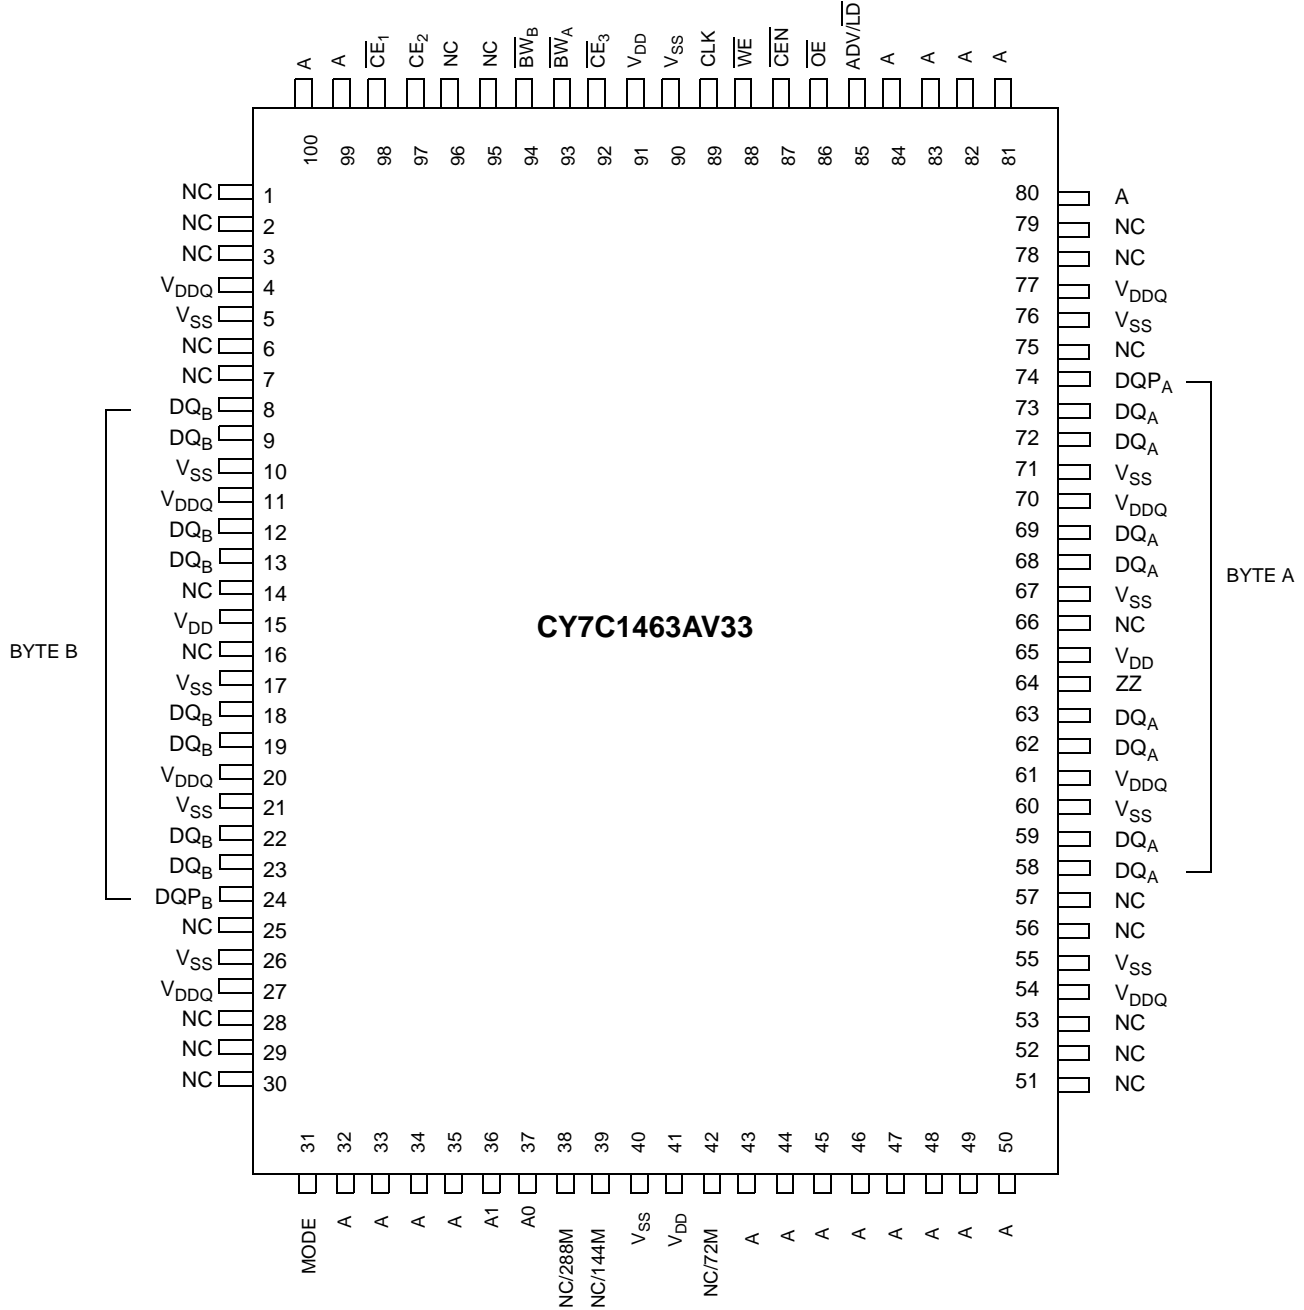 A A CE1 CE2 NC NC BWB BWA CE3 VDD VSS CLK WE CEN OE ADV/LD A A A A
100 99 98 97 96 95 94 93 92 91 90 89 88 87 86 85 84 83 82 81
NC 1 80 A
NC 2 79 NC
NC 3 78 NC
VDDQ 4 77 VDDQ
VSS 5 76 VSS
NC 6 75 NC
NC 7 74 DQPA
DQB 8 73 DQA
DQB 9 72 DQA
VSS 10 71 VSS
VDDQ 11 70 VDDQ
DQB 12 69 DQA
DQB 13 68 DQA
BYTE A
NC 14 67 VSS
VDD 15 66 NC
CY7C1463AV33
BYTE B
NC 16 65 VDD
VSS 17 64 ZZ
DQB 18 63 DQA
DQB 19 62 DQA
VDDQ 20 61 VDDQ
VSS 21 60 VSS
DQB 22 59 DQA
DQB 23 58 DQA
DQPB 24 57 NC
NC 25 56 NC
VSS 26 55 VSS
VDDQ 27 54 VDDQ
NC 28 53 NC
NC 29 52 NC
NC 30 51 NC
31 32 33 34 35 36 37 38 39 40 41 42 43 44 45 46 47 48 49 50
MODE A A A A A1 A0 NC/288M NC/144M VSS VDD NC/72M A A A A A A A A